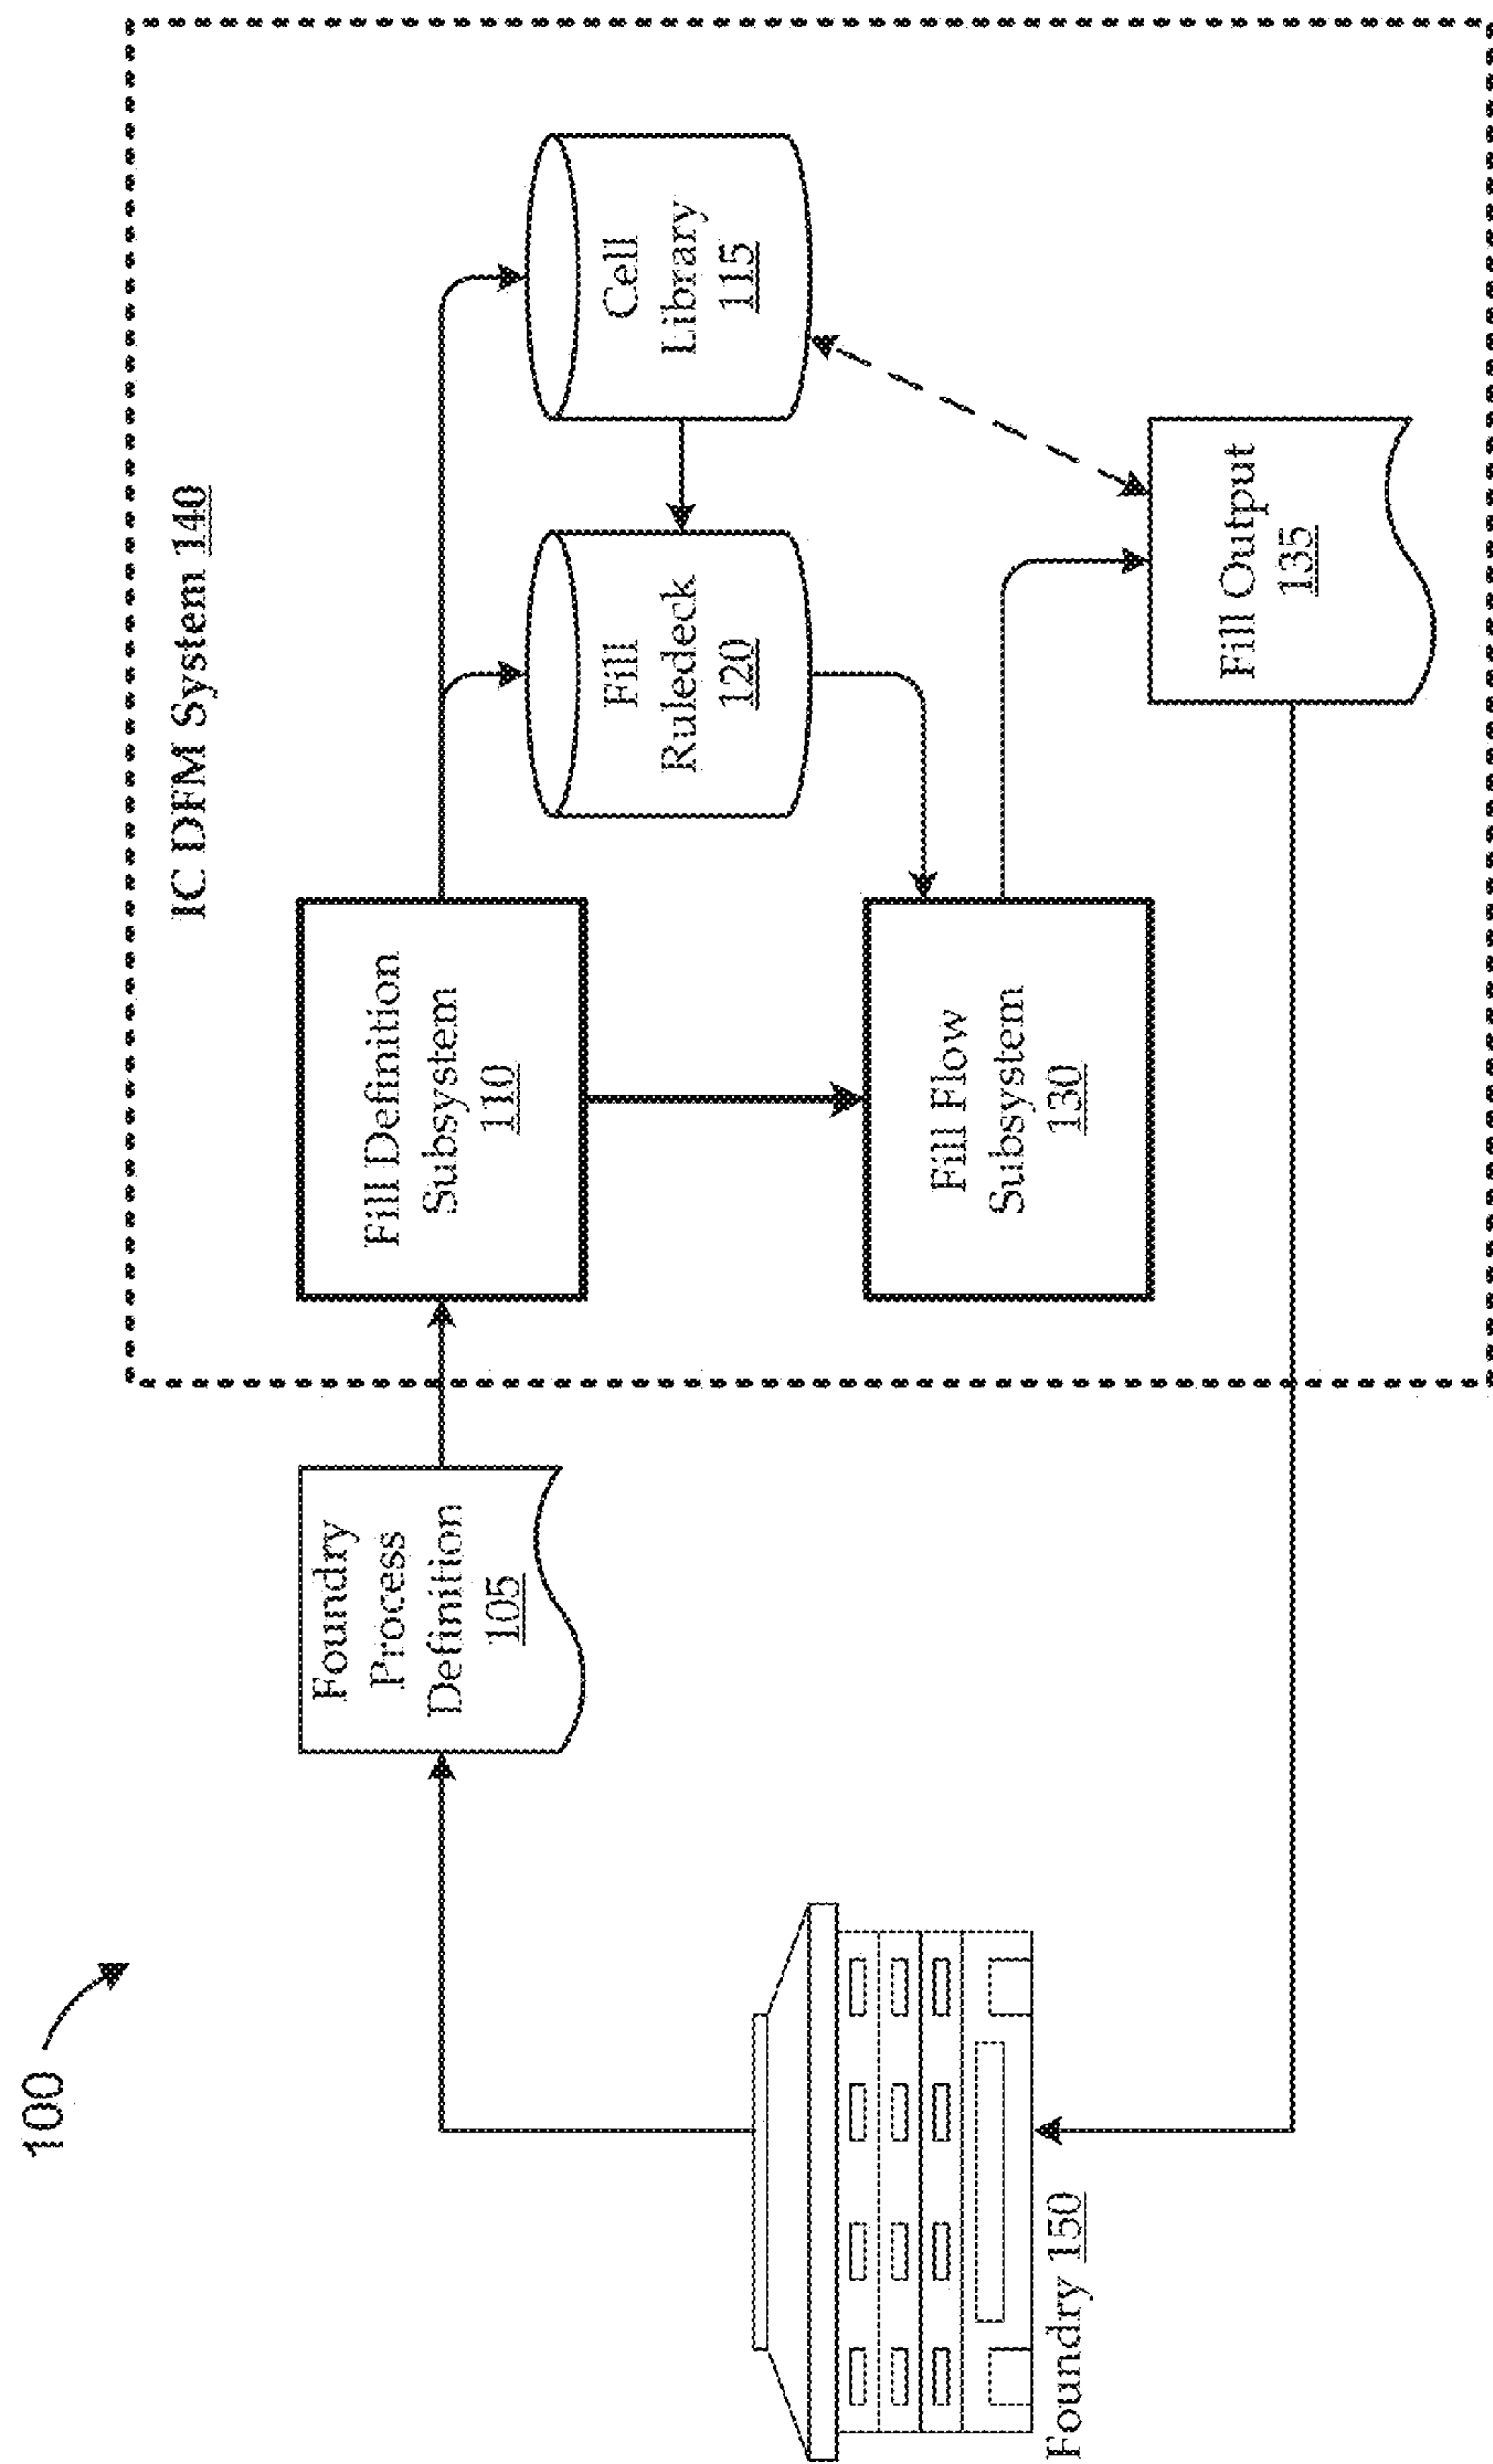 100
IC DFM System 140
Foundry
Process
Definition
105
Fill Definition
Subsystem
110
Fill
Ruledeck
120
Cell
Library
115
Fill Flow
Subsystem
130
Fill Output
135
Foundry 150